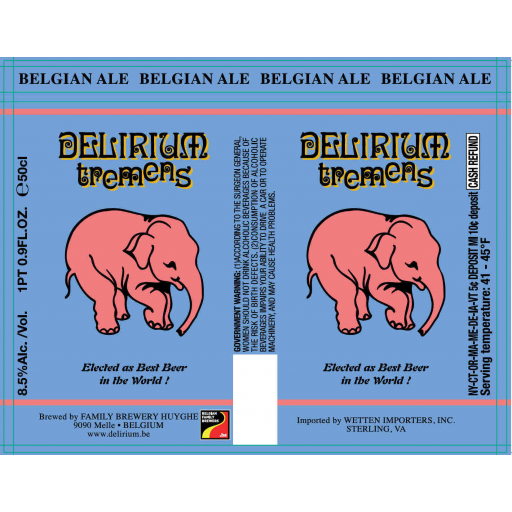 BELGIAN ALE BELGIAN ALE BELGIAN ALE BELGIAN ALE
8.5%Alc. /Vol. 1PT 0.9FL.OZ. ℮50cl
DELIRIUM
tremens
Elected as Best Beer
in the World !
Brewed by FAMILY BREWERY HUYGHE
9090 Melle • BELGIUM
www.delirium.be
BELGIAN
FAMILY
BREWERS
GOVERNMENT WARNING: (1)ACCORDING TO THE SURGEON GENERAL,
WOMEN SHOULD NOT DRINK ALCOHOLIC BEVERAGES BECAUSE OF
THE RISK OF BIRTH DEFECTS. (2)CONSUMPTION OF ALCOHOLIC
BEVERAGES IMPAIRS YOUR ABILITY TO DRIVE A CAR OR TO OPERATE
MACHINERY, AND MAY CAUSE HEALTH PROBLEMS.
DELIRIUM
tremens
Elected as Best Beer
in the World !
Imported by WETTEN IMPORTERS, INC.
STERLING, VA
NY-CT-OR-MA-ME-DE-IA-VT 5¢ DEPOSIT MI 10¢ deposit CASH REFUND
Serving temperature: 41 - 45°F